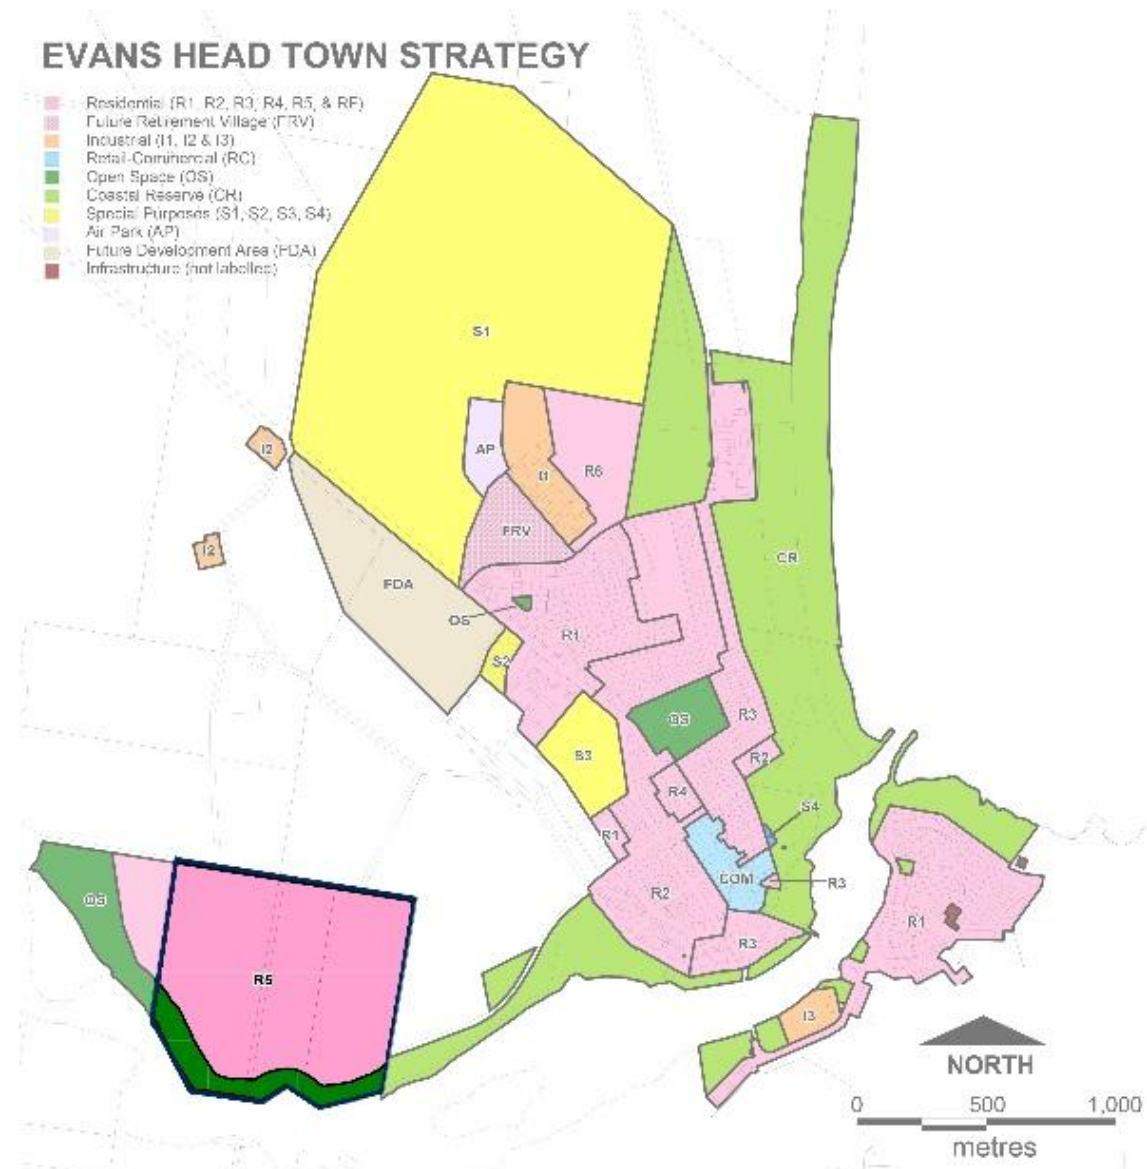 EVANS HEAD TOWN STRATEGY
Residential (R1, R2, R3, R4, R5, & RF)
Future Retirement Village (FRV)
Industrial (I1, I2 & I3)
Retail-Commercial (RC)
Open Space (OS)
Coastal Reserve (CR)
Special Purposes (S1, S2, S3, S4)
Air Park (AP)
Future Development Area (FDA)
Infrastructure (not labelled)
S1
I2
AP
I1
R6
FRV
I2
CR
FDA
OS
R1
S2
OS
R3
S3
R2
R4
S4
R1
COM
R3
R2
OS
R1
R3
R5
I3
NORTH
0 500 1,000
metres